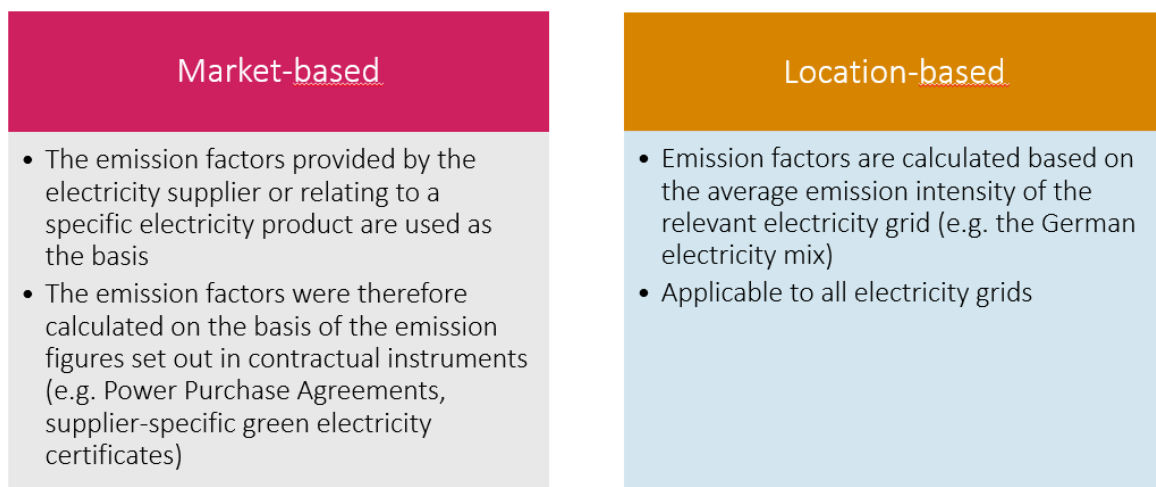 Market-based
• The emission factors provided by the
electricity supplier or relating to a
specific electricity product are used as
the basis
• The emission factors were therefore
calculated on the basis of the emission
figures set out in contractual instruments
(e.g. Power Purchase Agreements,
supplier-specific green electricity
certificates)
Location-based
• Emission factors are calculated based on
the average emission intensity of the
relevant electricity grid (e.g. the German
electricity mix)
• Applicable to all electricity grids